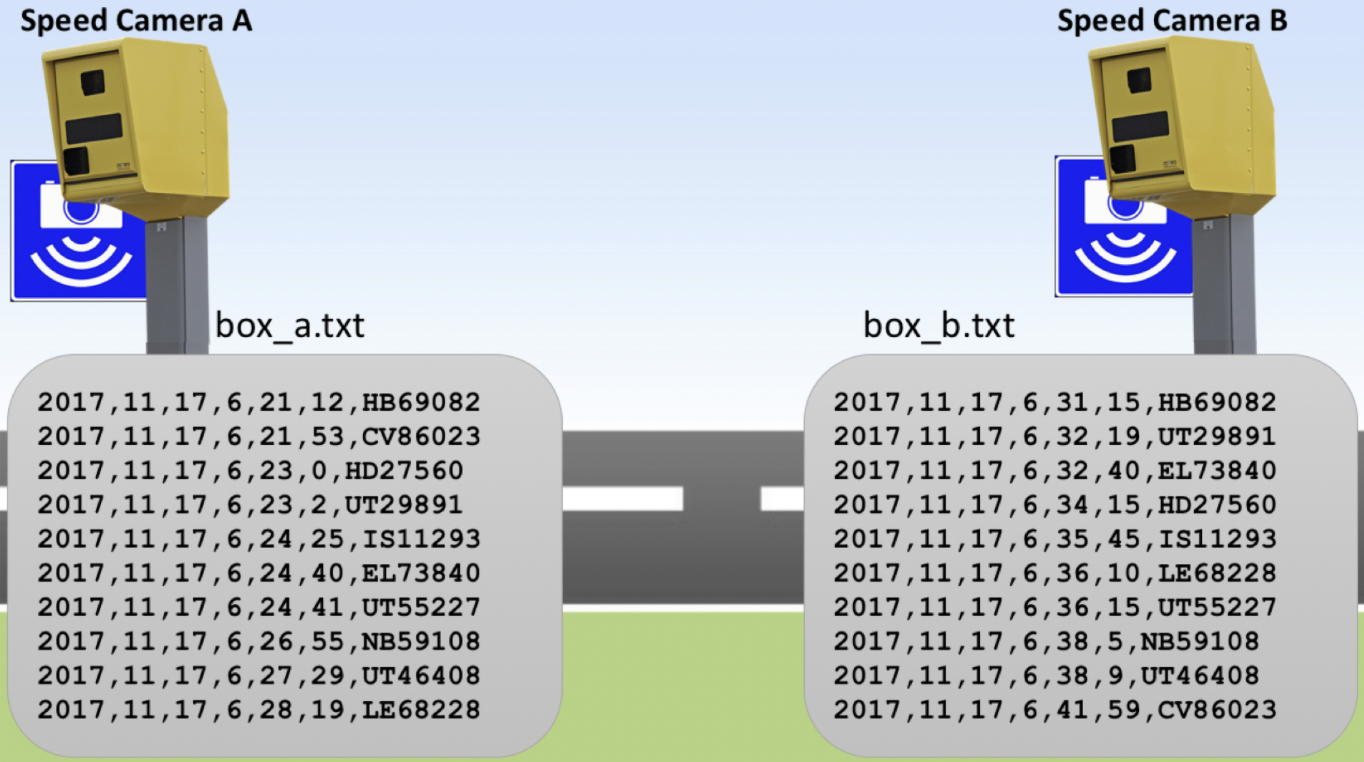 Speed Camera A
Speed Camera B
box_a.txt
2017,11,17,6,21,12,HB69082
2017,11,17,6,21,53,CV86023
2017,11,17,6,23,0,HD27560
2017,11,17,6,23,2,UT29891
2017,11,17,6,24,25,IS11293
2017,11,17,6,24,40,EL73840
2017,11,17,6,24,41,UT55227
2017,11,17,6,26,55,NB59108
2017,11,17,6,27,29,UT46408
2017,11,17,6,28,19,LE68228
box_b.txt
2017,11,17,6,31,15,HB69082
2017,11,17,6,32,19,UT29891
2017,11,17,6,32,40,EL73840
2017,11,17,6,34,15,HD27560
2017,11,17,6,35,45,IS11293
2017,11,17,6,36,10,LE68228
2017,11,17,6,36,15,UT55227
2017,11,17,6,38,5,NB59108
2017,11,17,6,38,9,UT46408
2017,11,17,6,41,59,CV86023